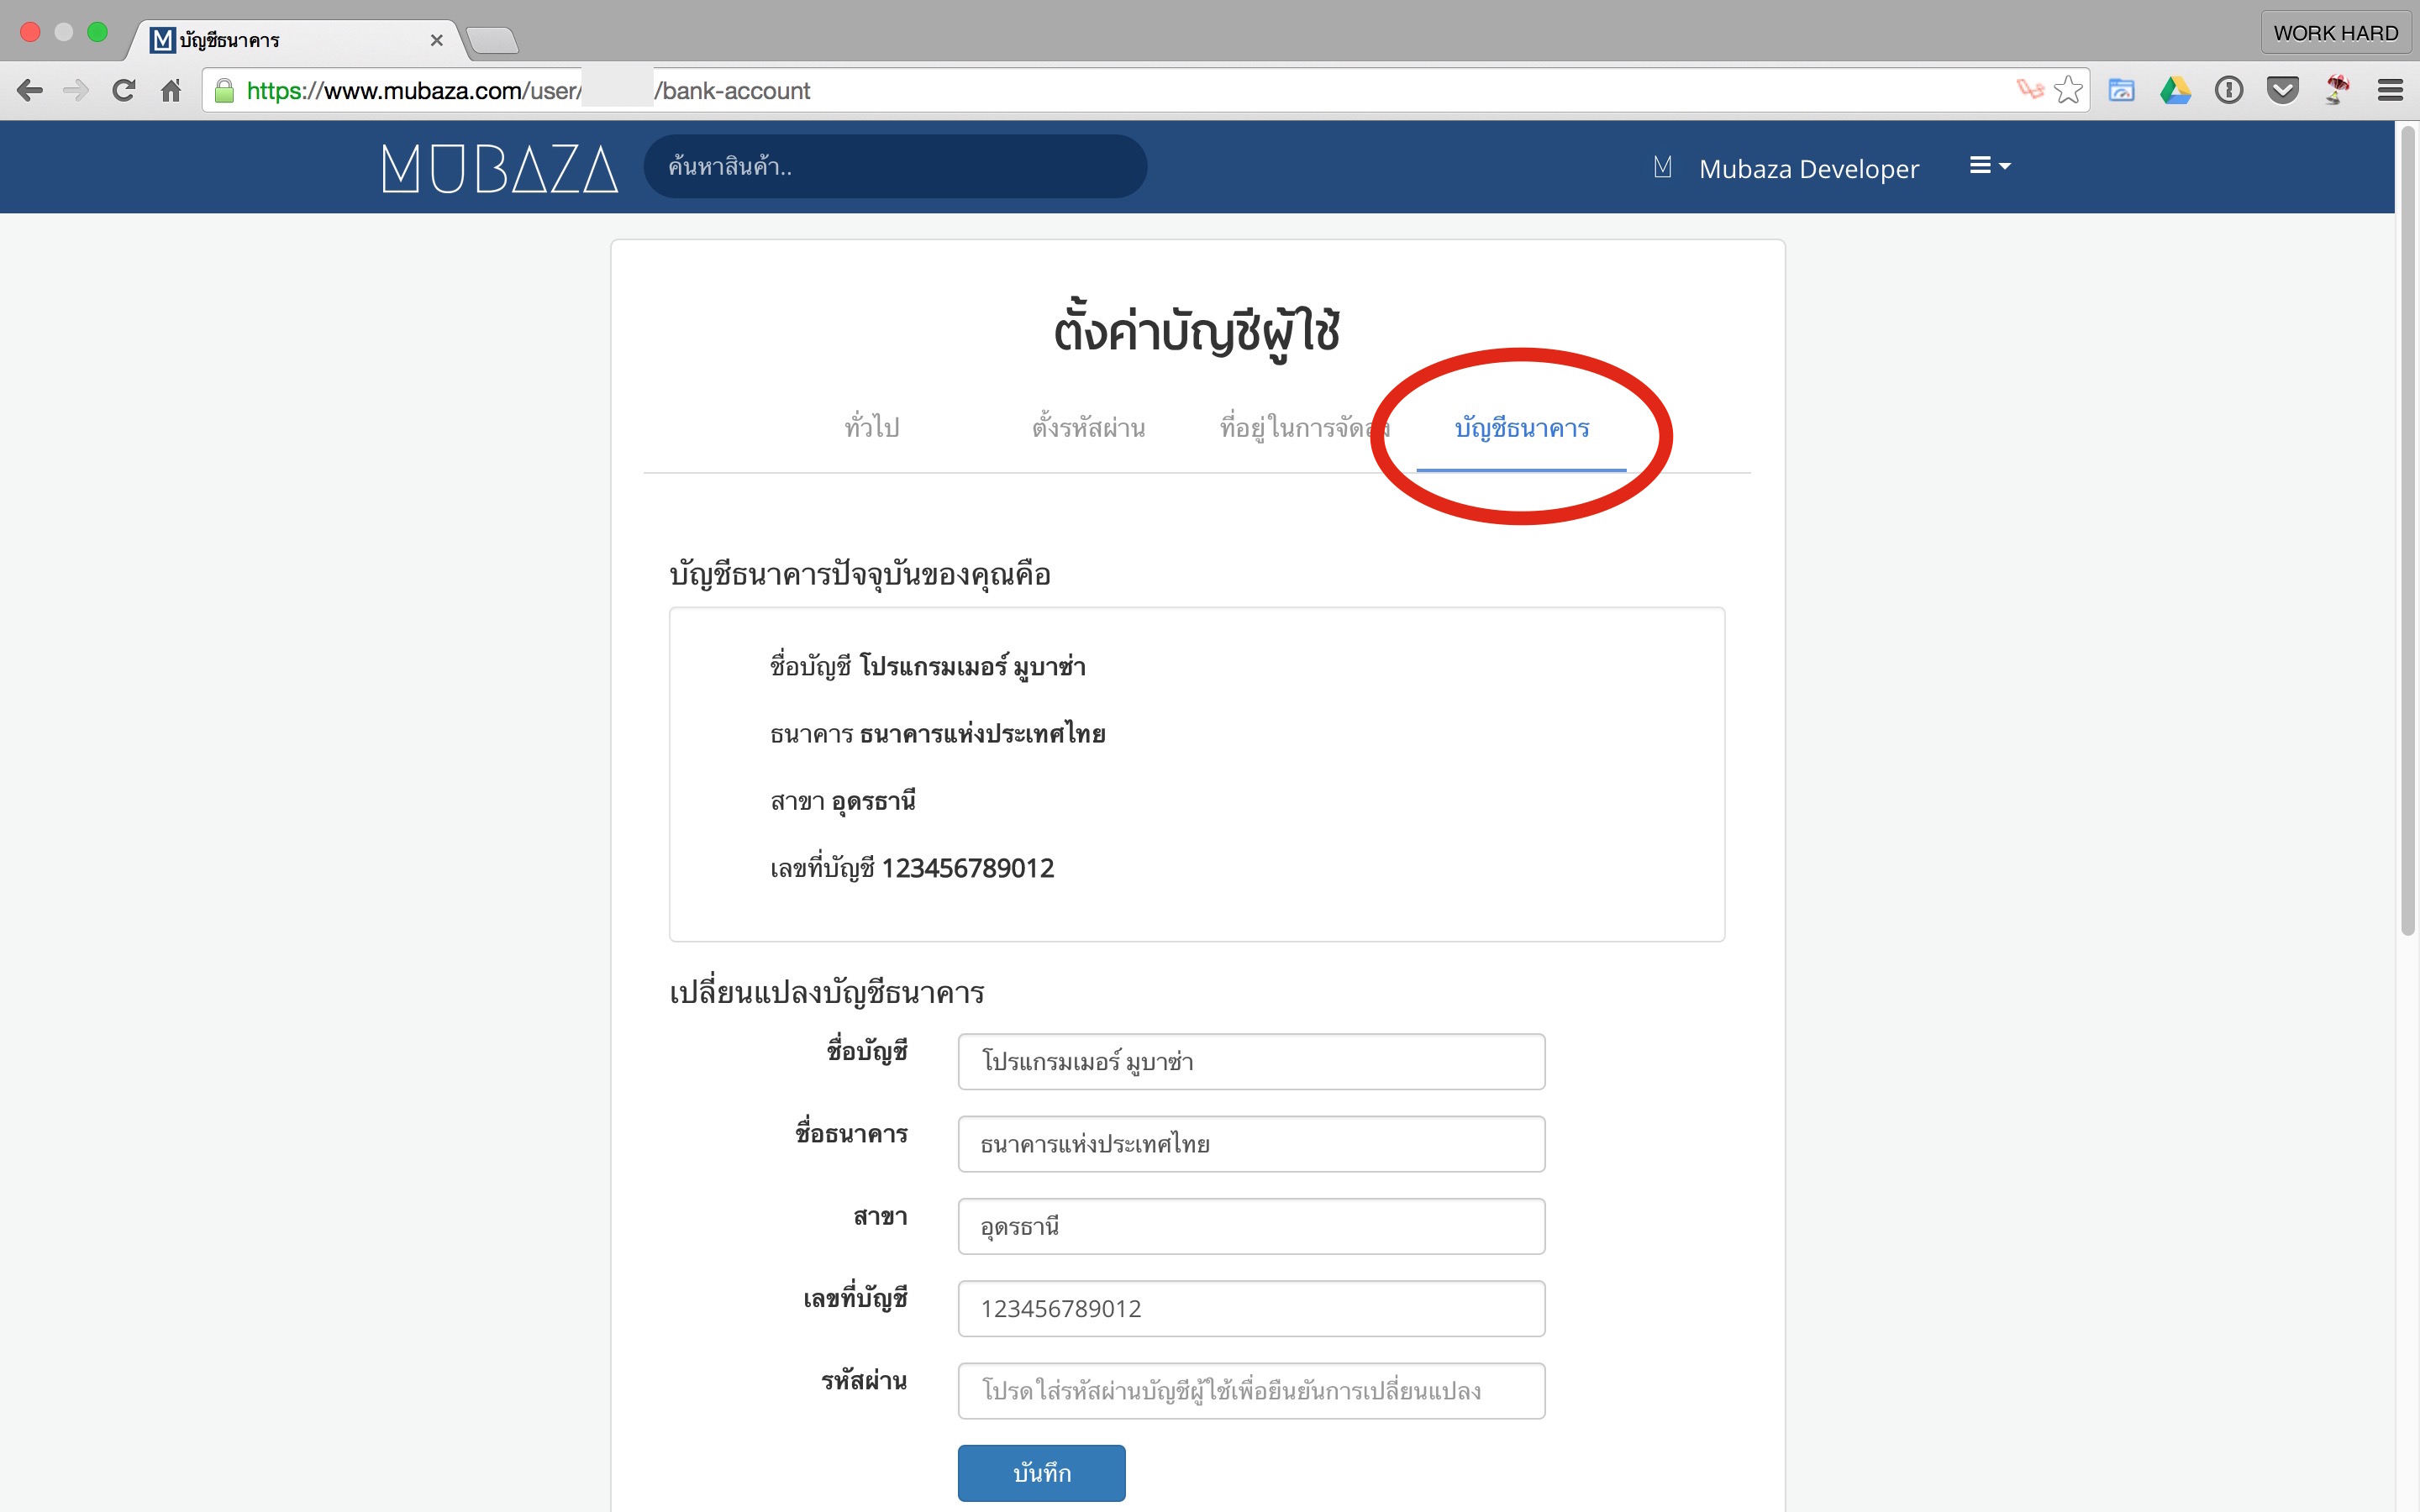 บัญชีธนาคาร
WORK HARD
https://www.mubaza.com/user/ /bank-account
MUBAZA
ค้นหาสินค้า..
M Mubaza Developer
ตั้งค่าบัญชีผู้ใช้
ทั่วไป ตั้งรหัสผ่าน ที่อยู่ในการจัดส่ง บัญชีธนาคาร
บัญชีธนาคารปัจจุบันของคุณคือ
ชื่อบัญชี โปรแกรมเมอร์ มูบาซ่า
ธนาคาร ธนาคารแห่งประเทศไทย
สาขา อุดรธานี
เลขที่บัญชี 123456789012
เปลี่ยนแปลงบัญชีธนาคาร
ชื่อบัญชี โปรแกรมเมอร์ มูบาซ่า
ชื่อธนาคาร ธนาคารแห่งประเทศไทย
สาขา อุดรธานี
เลขที่บัญชี 123456789012
รหัสผ่าน โปรดใส่รหัสผ่านบัญชีผู้ใช้เพื่อยืนยันการเปลี่ยนแปลง
บันทึก